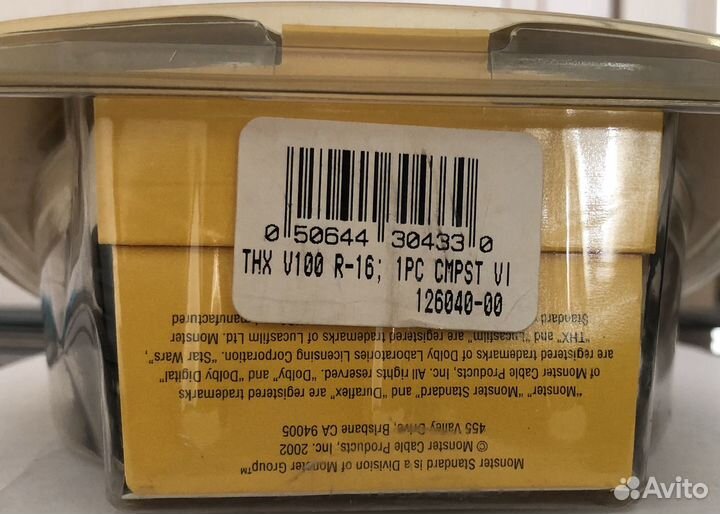 0 50644 30433 0
THX V100 R-16; 1PC CMPST VI
126040-00
Monster Standard is a Division of Monster Group™
© Monster Cable Products, Inc. 2002
455 Valley Drive, Brisbane CA 94005
"Monster" "Monster Standard" and "Duraflex" are registered trademarks
of Monster Cable Products, Inc. All rights reserved. "Dolby" and "Dolby Digital"
are registered trademarks of Dolby Laboratories Licensing Corporation. "Star Wars",
"THX" and "Lucasfilm" are registered trademarks of Lucasfilm Ltd. Monster
Standard manufactured
Avito